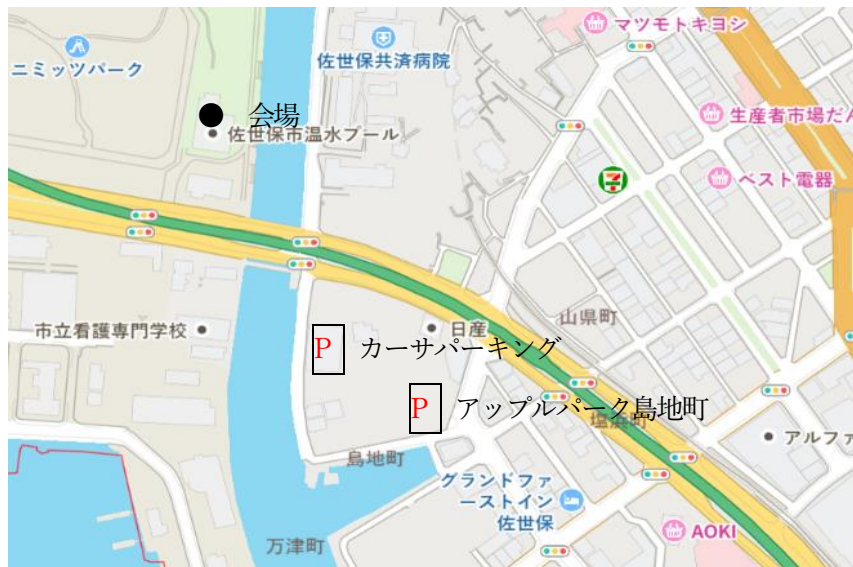 マツモトキヨシ
ニミッツパーク
佐世保共済病院
会場
佐世保市温水プール
生産者市場だん
7
ベスト電器
山県町
市立看護専門学校
日産
P カーサパーキング
P アップルパーク島地町
塩浜町
アルファ
島地町
グランドファ
ーストイン
佐世保
AOKI
万津町